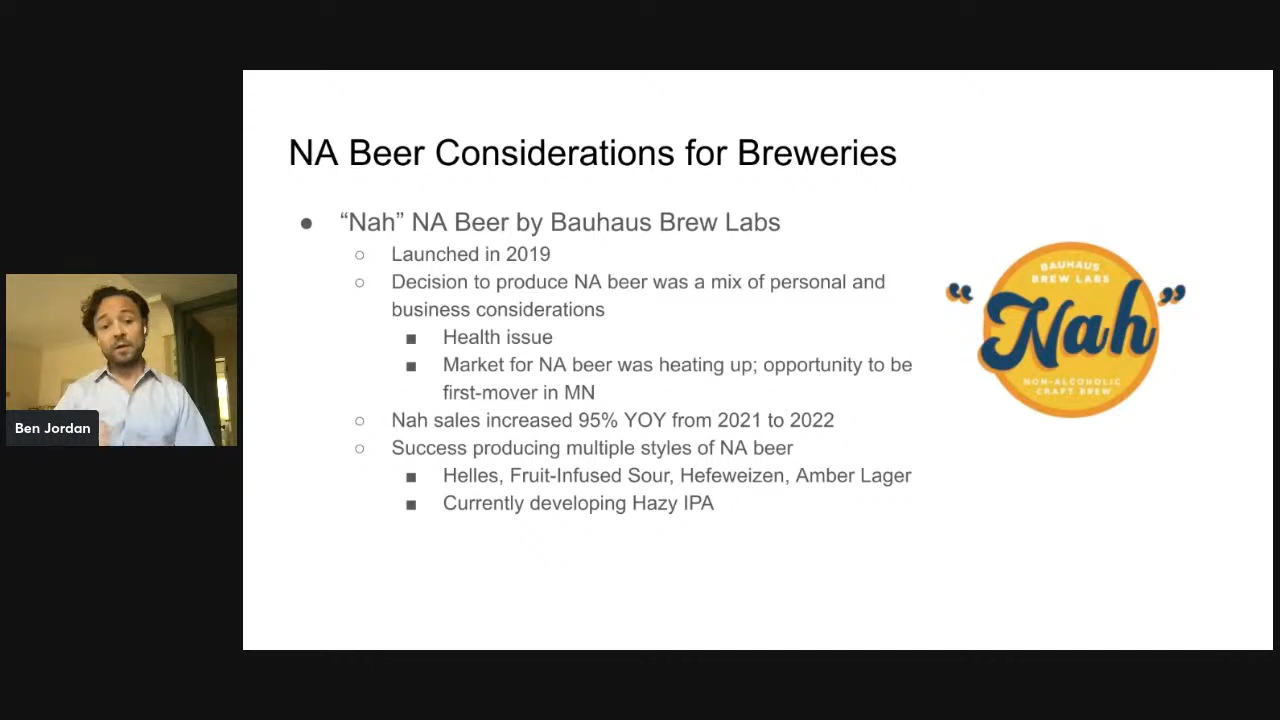 NA Beer Considerations for Breweries
● “Nah” NA Beer by Bauhaus Brew Labs
○ Launched in 2019
○ Decision to produce NA beer was a mix of personal and
business considerations
■ Health issue
■ Market for NA beer was heating up; opportunity to be
first-mover in MN
○ Nah sales increased 95% YOY from 2021 to 2022
○ Success producing multiple styles of NA beer
■ Helles, Fruit-Infused Sour, Hefeweizen, Amber Lager
■ Currently developing Hazy IPA
BAUHAUS
BREW LABS
“Nah”
NON-ALCOHOLIC
CRAFT BREW
Ben Jordan